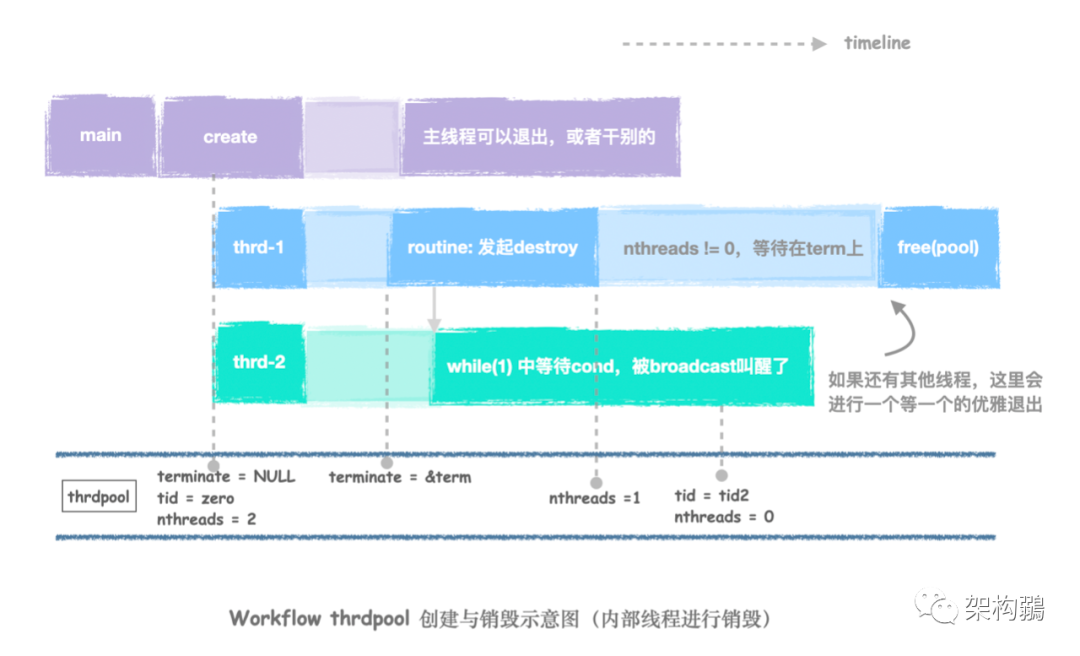 timeline
main
create
主线程可以退出，或者干别的
thrd-1
routine: 发起destroy
nthreads != 0，等待在term上
free(pool)
thrd-2
while(1) 中等待cond，被broadcast叫醒了
如果还有其他线程，这里会
进行一个等一个的优雅退出
thrdpool
terminate = NULL
tid = zero
nthreads = 2
terminate = &term
nthreads =1
tid = tid2
nthreads = 0
Workflow thrdpool 创建与销毁示意图（内部线程进行销毁）
架构鷄